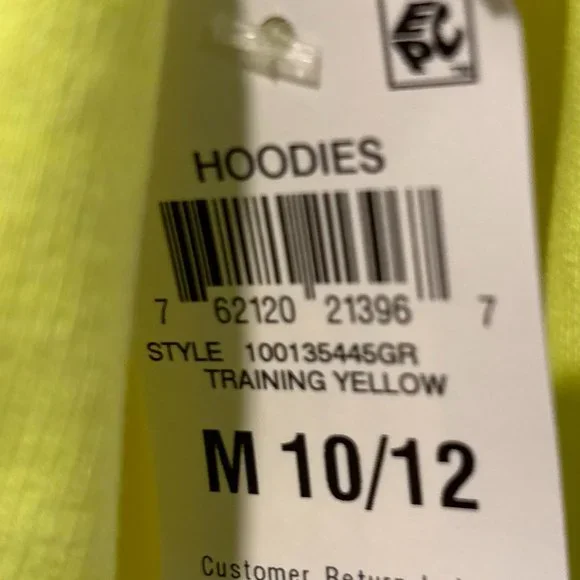 EPC
HOODIES
7 62120 21396 7
STYLE 100135445GR
TRAINING YELLOW
M 10/12
Customer Return